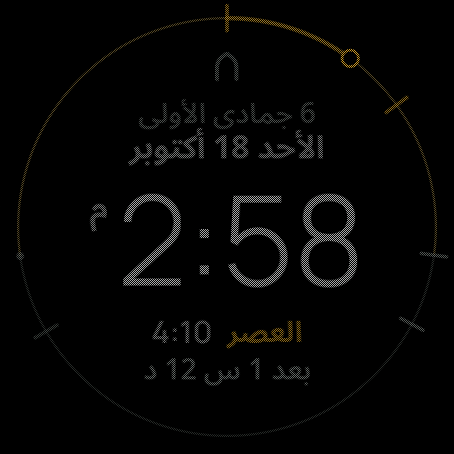 6 جمادى الأولى
الأحد 18 أكتوبر
2:58 م
العصر 4:10
بعد 1 س 12 د